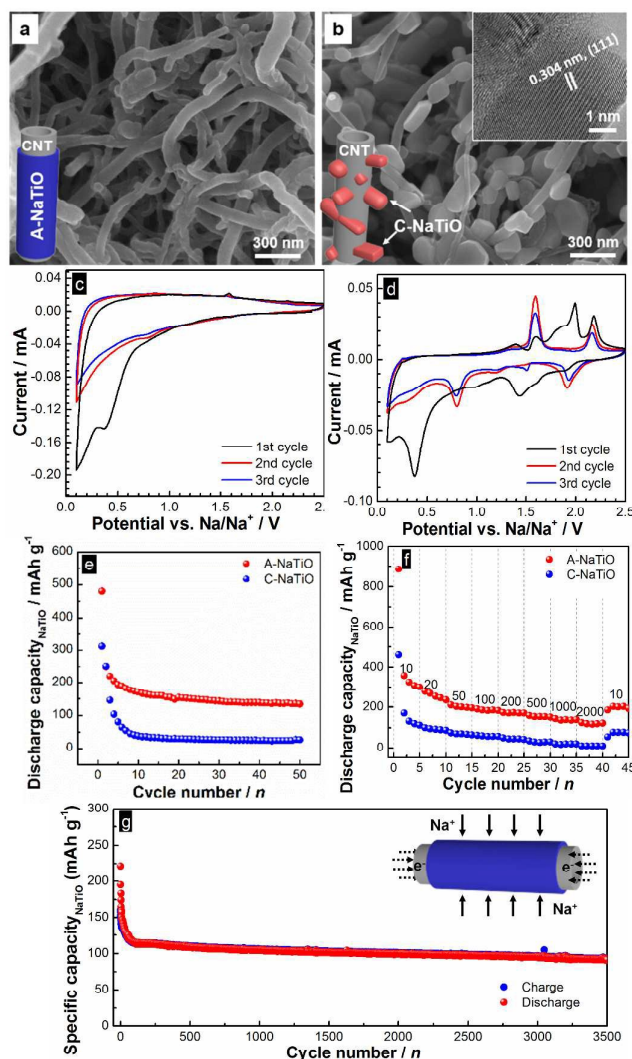 a
CNT
A-NaTiO
300 nm
b
0.304 nm, (111)
1 nm
CNT
C-NaTiO
300 nm
c
0.04
0.00
-0.04
-0.08
-0.12
-0.16
-0.20
Current / mA
1st cycle
2nd cycle
3rd cycle
0.0 0.5 1.0 1.5 2.0 2.5
Potential vs. Na/Na⁺ / V
d
0.05
0.00
-0.05
-0.10
Current / mA
1st cycle
2nd cycle
3rd cycle
0.0 0.5 1.0 1.5 2.0 2.5
Potential vs. Na/Na⁺ / V
e
600
500
400
300
200
100
0
Discharge capacity NaTiO / mAh g⁻¹
A-NaTiO
C-NaTiO
0 10 20 30 40 50
Cycle number / n
f
1000
800
600
400
200
0
Discharge capacity NaTiO / mAh g⁻¹
A-NaTiO
C-NaTiO
10 20 50 100 200 500 1000 2000 10
0 5 10 15 20 25 30 35 40 45
Cycle number / n
g
300
250
200
150
100
50
0
Specific capacity NaTiO (mAh g⁻¹)
Na⁺
e⁻ e⁻
Na⁺
Charge
Discharge
0 500 1000 1500 2000 2500 3000 3500
Cycle number / n